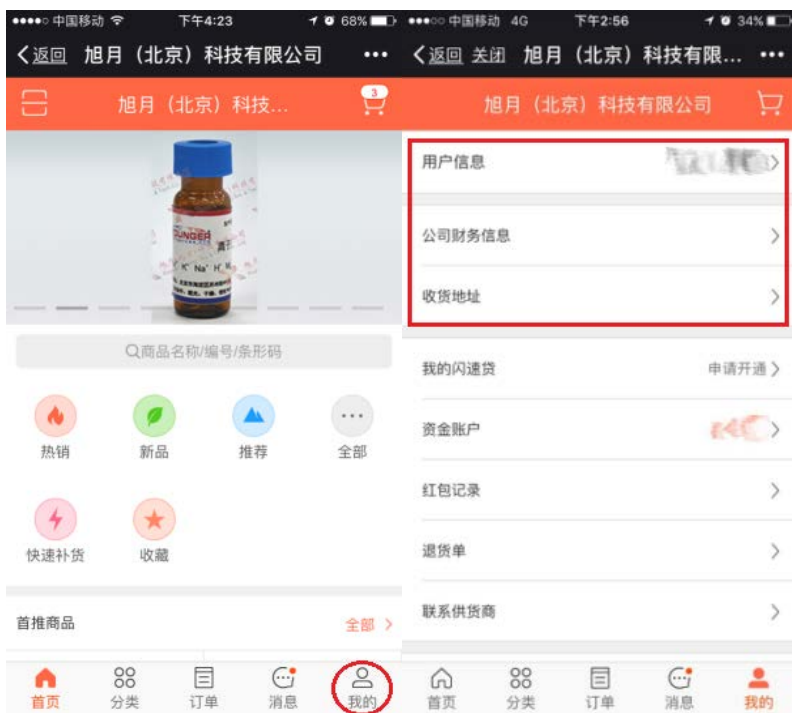 中国移动 下午4:23 68%
返回 旭月（北京）科技有限公司 •••
旭月（北京）科技... 3
OUNGER
K⁺ Na⁺ H⁺
Q商品名称/编号/条形码
热销 新品 推荐 全部
快速补货 收藏
首推商品 全部 >
首页 分类 订单 消息 我的
中国移动 4G 下午2:56 34%
返回 关闭 旭月（北京）科技有限... •••
旭月（北京）科技有限公司
用户信息 >
公司财务信息 >
收货地址 >
我的闪速贷 申请开通 >
资金账户 >
红包记录 >
退货单 >
联系供货商 >
首页 分类 订单 消息 我的